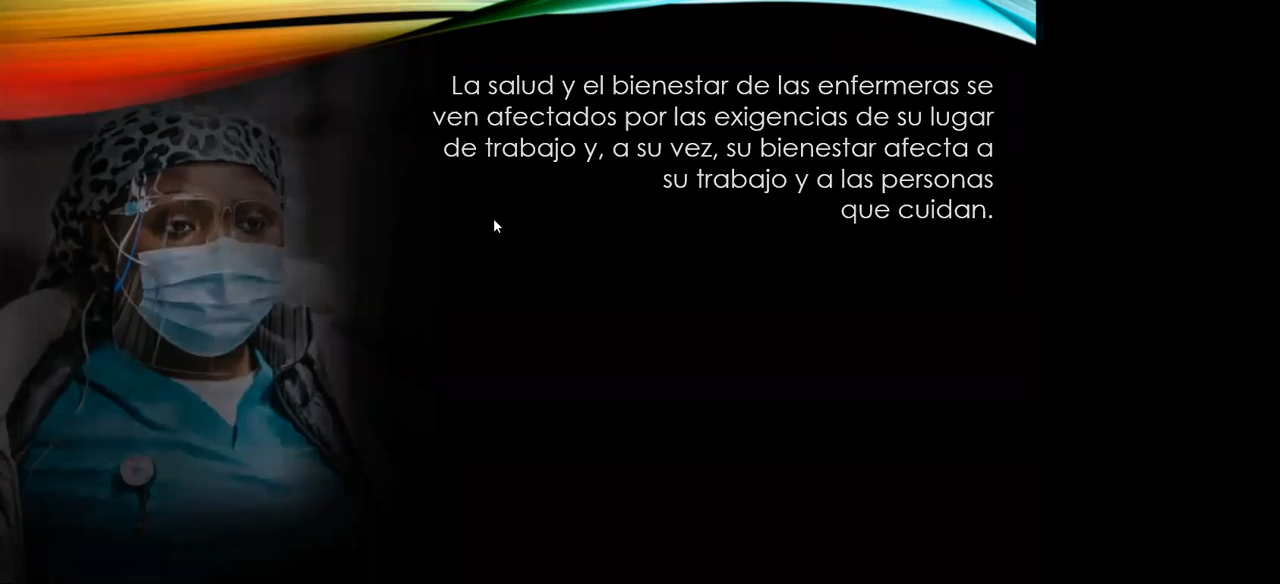 La salud y el bienestar de las enfermeras se
ven afectados por las exigencias de su lugar
de trabajo y, a su vez, su bienestar afecta a
su trabajo y a las personas
que cuidan.